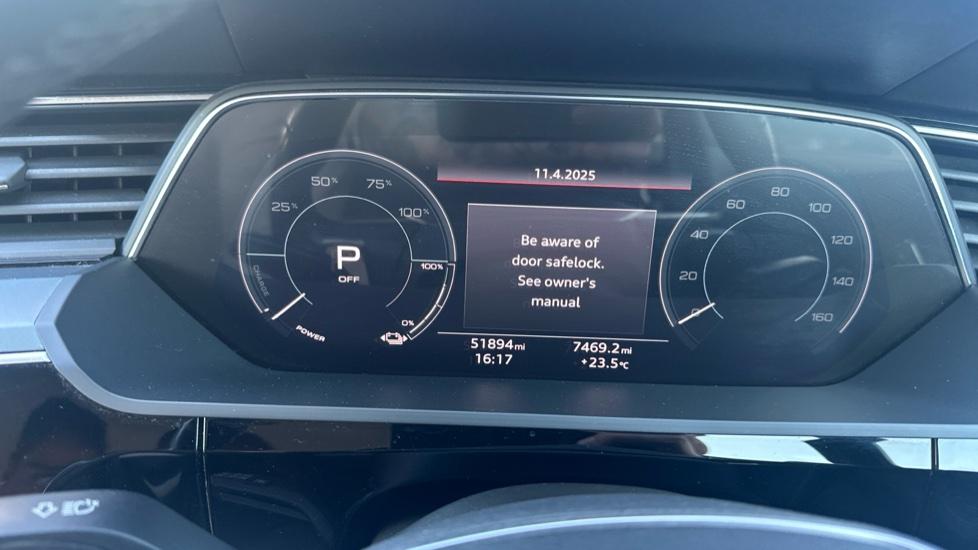 11.4.2025
25%
50%
75%
100%
P
OFF
CHARGE
POWER
100%
0%
Be aware of
door safelock.
See owner's
manual
51894mi
7469.2mi
16:17
+23.5°C
0
20
40
60
80
100
120
140
160